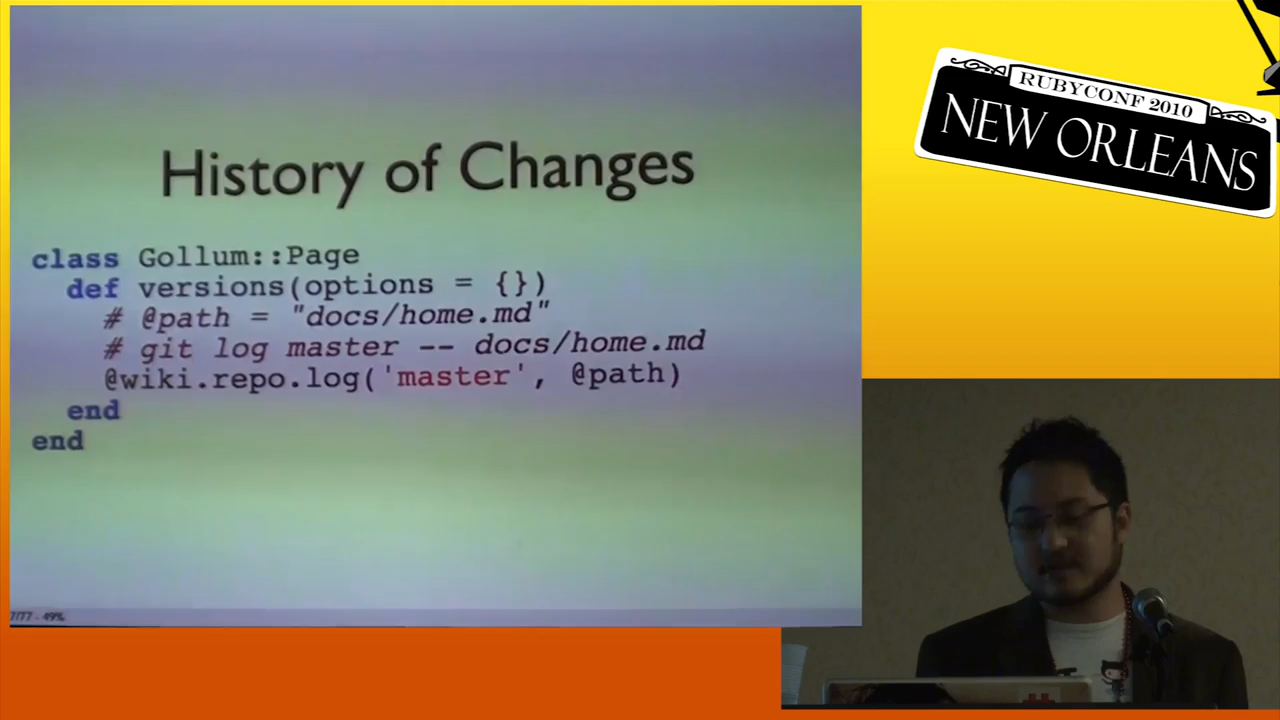 History of Changes
class Gollum::Page
def versions(options = {})
# @path = "docs/home.md"
# git log master -- docs/home.md
@wiki.repo.log('master', @path)
end
end
RUBYCONF 2010
NEW ORLEANS